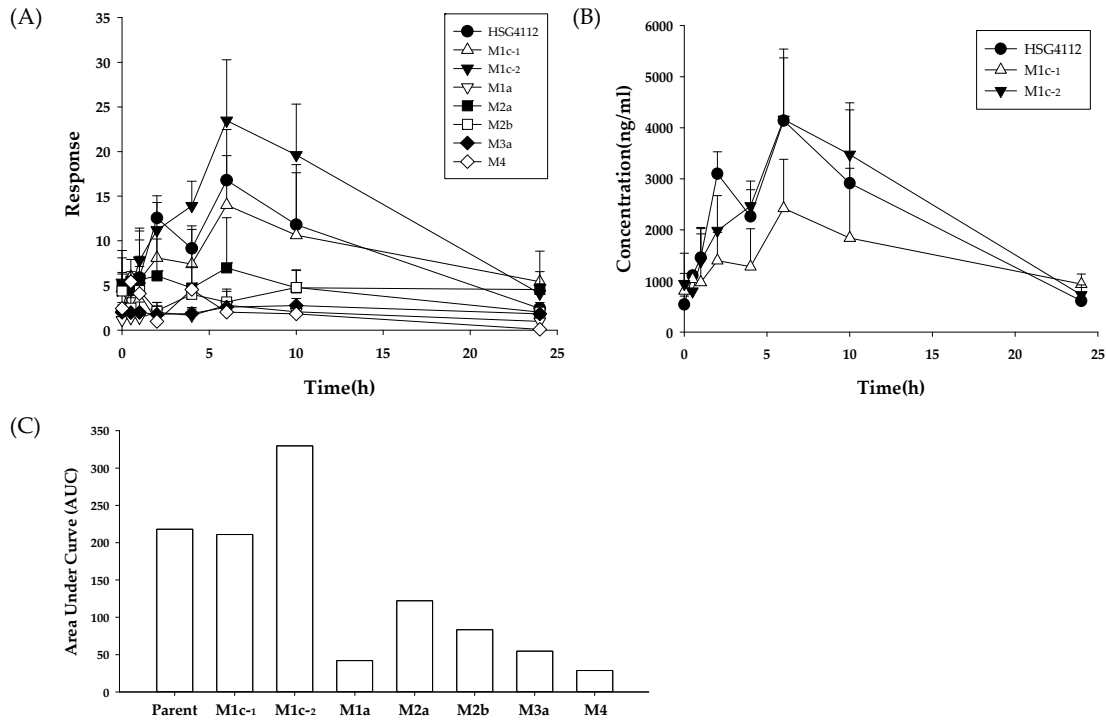 (A)
35
30
25
20
15
10
5
0
Response
0 5 10 15 20 25
Time(h)
HSG4112
M1c-1
M1c-2
M1a
M2a
M2b
M3a
M4
(B)
6000
5000
4000
3000
2000
1000
0
Concentration(ng/ml)
0 5 10 15 20 25
Time(h)
HSG4112
M1c-1
M1c-2
(C)
350
300
250
200
150
100
50
0
Area Under Curve (AUC)
Parent M1c-1 M1c-2 M1a M2a M2b M3a M4